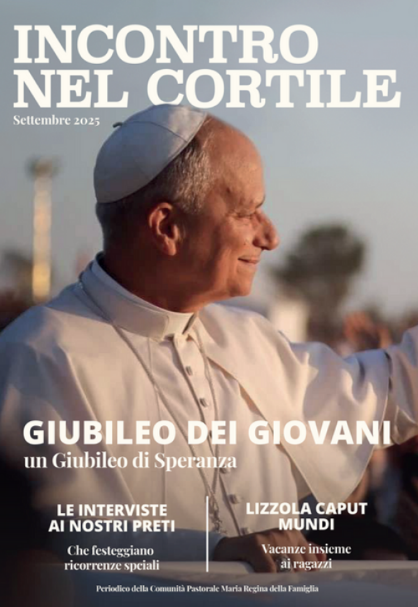 INCONTRO
NEL CORTILE
Settembre 2025
GIUBILEO DEI GIOVANI
un Giubileo di Speranza
LE INTERVISTE
AI NOSTRI PRETI
Che festeggiano
ricorrenze speciali
LIZZOLA CAPUT
MUNDI
Vacanze insieme
ai ragazzi
Periodico della Comunità Pastorale Maria Regina della Famiglia